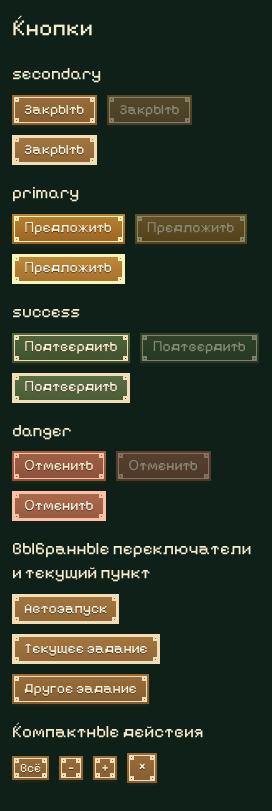 Кнопки
secondary
Закрыть Закрыть
Закрыть
primary
Предложить Предложить
Предложить
success
Подтвердить Подтвердить
Подтвердить
danger
Отменить Отменить
Отменить
Выбранные переключатели
и текущий пункт
Автозапуск
Текущее задание
Другое задание
Компактные действия
Всё - + ×